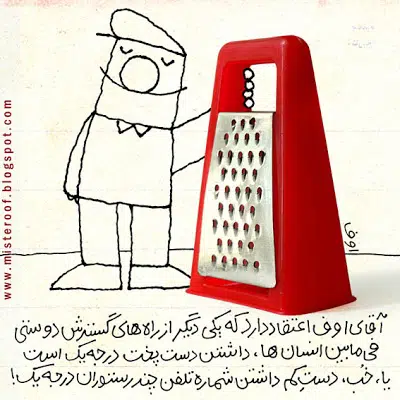 www.misteroof.blogspot.com
اوف
آقای اوف اعتقاد دارد که یکی دیگر از راه های گسترش دوستی
فی مابین انسان ها، داشتن دست پخت درجه یک است
یا، خُب، دستِ کم داشتن شماره تلفن چند رستوران درجه یک!